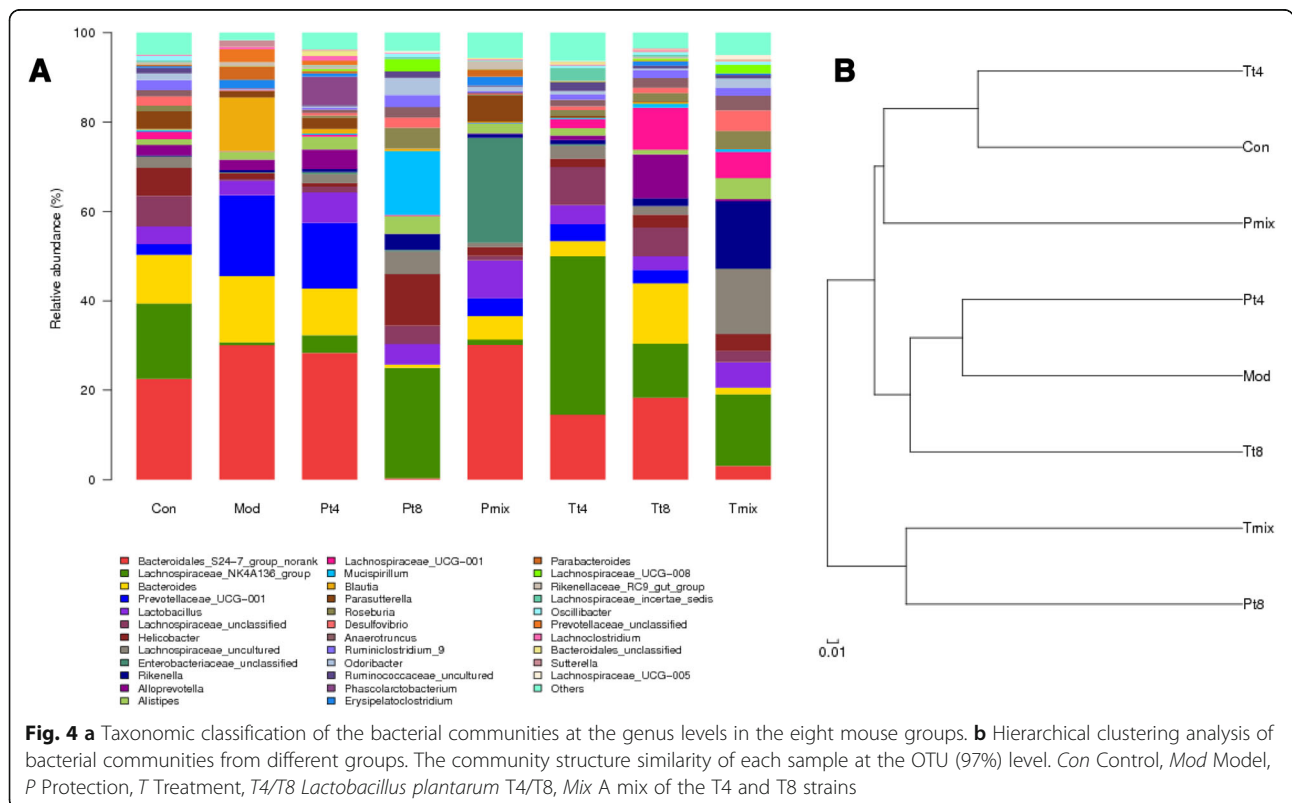 A
B
Relative abundance (%)
100
80
60
40
20
0
Con Mod Pt4 Pt8 Pmix Tt4 Tt8 Tmix
Bacteroidales_S24-7_group_norank
Lachnospiraceae_NK4A136_group
Bacteroides
Prevotellaceae_UCG-001
Lactobacillus
Lachnospiraceae_unclassified
Helicobacter
Lachnospiraceae_uncultured
Enterobacteriaceae_unclassified
Rikenella
Alloprevotella
Alistipes
Lachnospiraceae_UCG-001
Mucispirillum
Blautia
Parasutterella
Roseburia
Desulfovibrio
Anaerotruncus
Ruminiclostridium_9
Odoribacter
Ruminococcaceae_uncultured
Phascolarctobacterium
Erysipelatoclostridium
Parabacteroides
Lachnospiraceae_UCG-008
Rikenellaceae_RC9_gut_group
Lachnospiraceae_incertae_sedis
Oscillibacter
Prevotellaceae_unclassified
Lachnoclostridium
Bacteroidales_unclassified
Sutterella
Lachnospiraceae_UCG-005
Others
Tt4
Con
Pmix
Pt4
Mod
Tt8
Tmix
Pt8
0.01
Fig. 4 a Taxonomic classification of the bacterial communities at the genus levels in the eight mouse groups. b Hierarchical clustering analysis of
bacterial communities from different groups. The community structure similarity of each sample at the OTU (97%) level. Con Control, Mod Model,
P Protection, T Treatment, T4/T8 Lactobacillus plantarum T4/T8, Mix A mix of the T4 and T8 strains